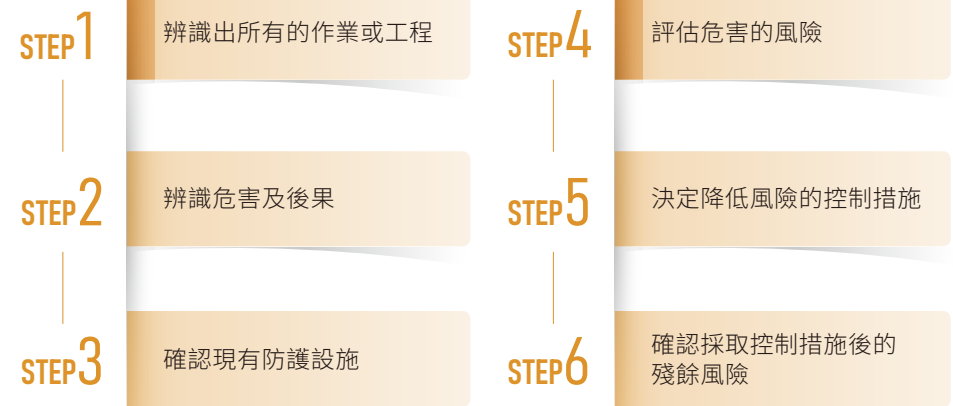 STEP1
辨識出所有的作業或工程
STEP2
辨識危害及後果
STEP3
確認現有防護設施
STEP4
評估危害的風險
STEP5
決定降低風險的控制措施
STEP6
確認採取控制措施後的
殘餘風險